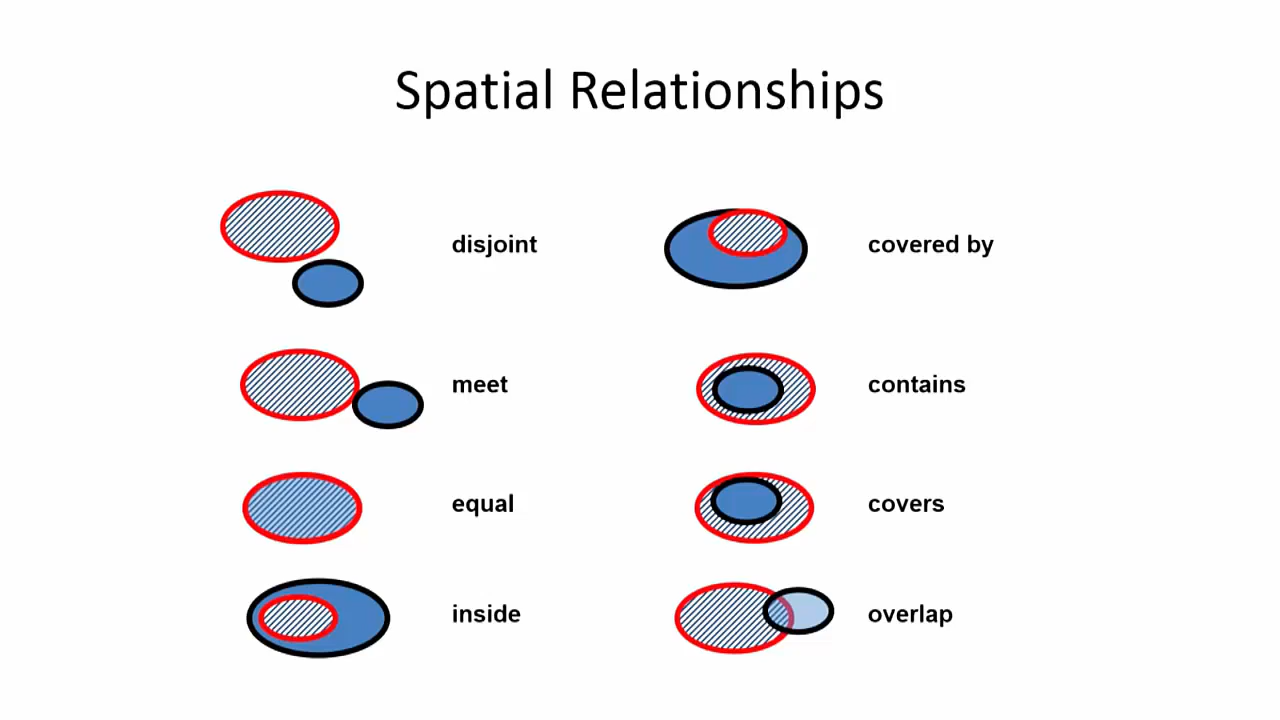 Spatial Relationships
disjoint
covered by
meet
contains
equal
covers
inside
overlap